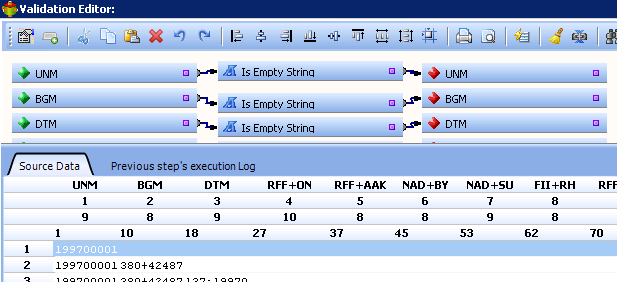 Validation Editor:
UNM Is Empty String UNM
BGM Is Empty String BGM
DTM Is Empty String DTM
Source Data Previous step's execution Log
UNM BGM DTM RFF+ON RFF+AAK NAD+BY NAD+SU FII+RH RFF
1 2 3 4 5 6 7 8
9 8 9 10 8 8 9 8
1 10 18 27 37 45 53 62 70
1 199700001
2 199700001 380+42487
3 199700001 380+42487 137:19970